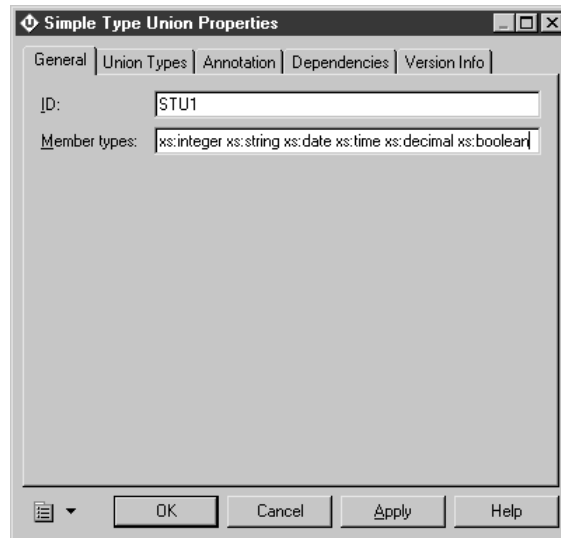 Simple Type Union Properties
General Union Types Annotation Dependencies Version Info
ID: STU1
Member types: xs:integer xs:string xs:date xs:time xs:decimal xs:boolean
OK Cancel Apply Help